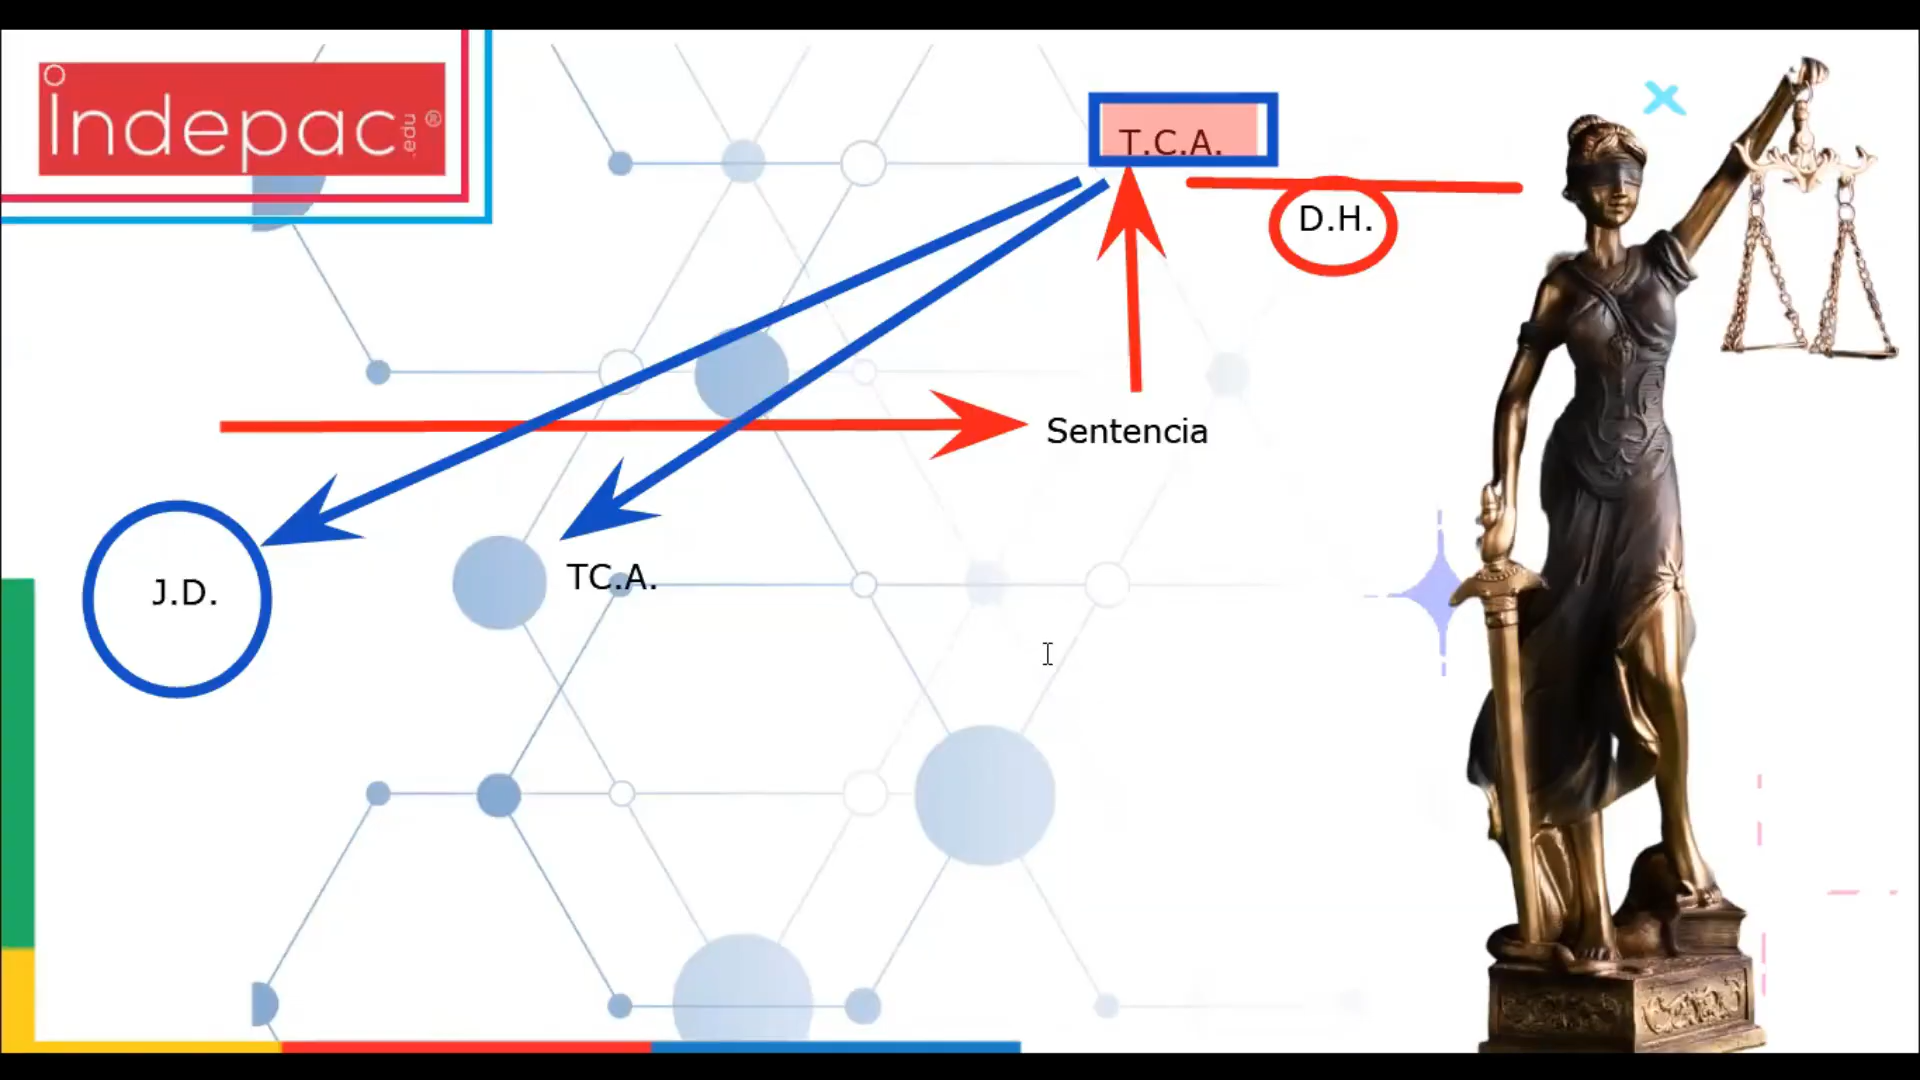 indepac .edu ®
T.C.A.
D.H.
Sentencia
TC.A.
J.D.